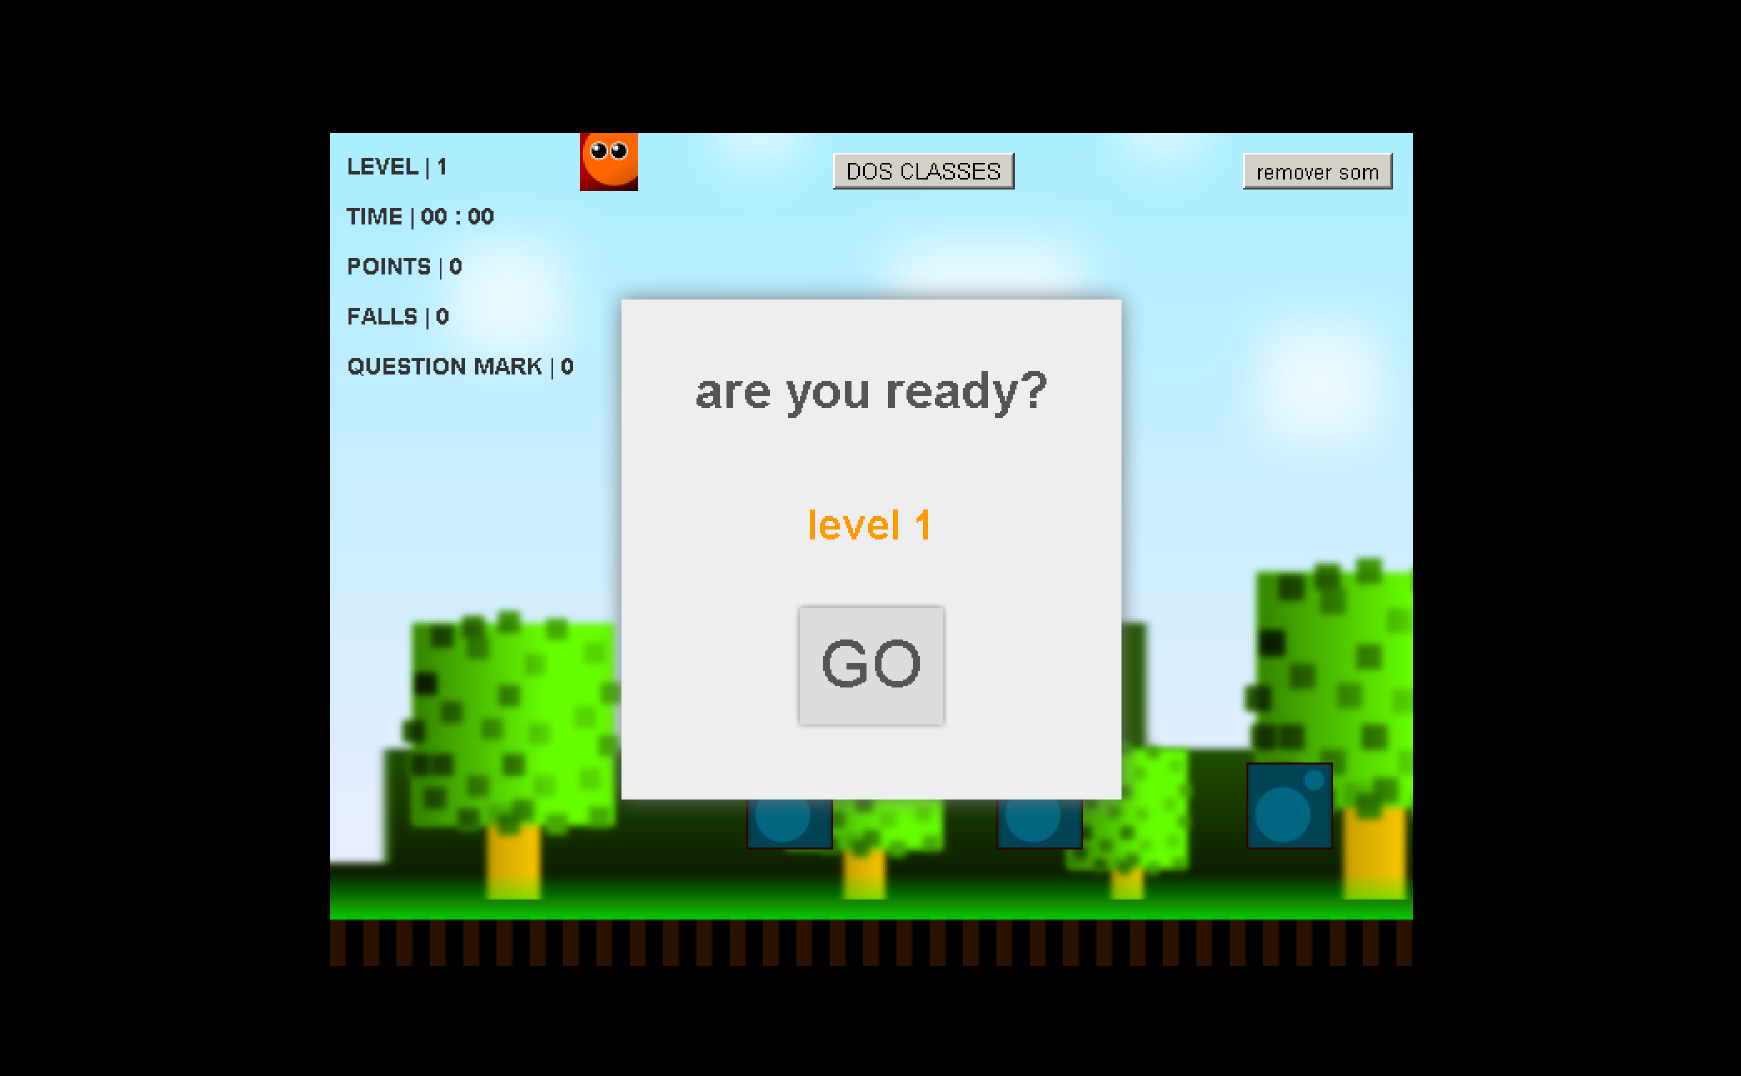 LEVEL | 1
DOS CLASSES
remover som
TIME | 00 : 00
POINTS | 0
FALLS | 0
QUESTION MARK | 0
are you ready?
level 1
GO